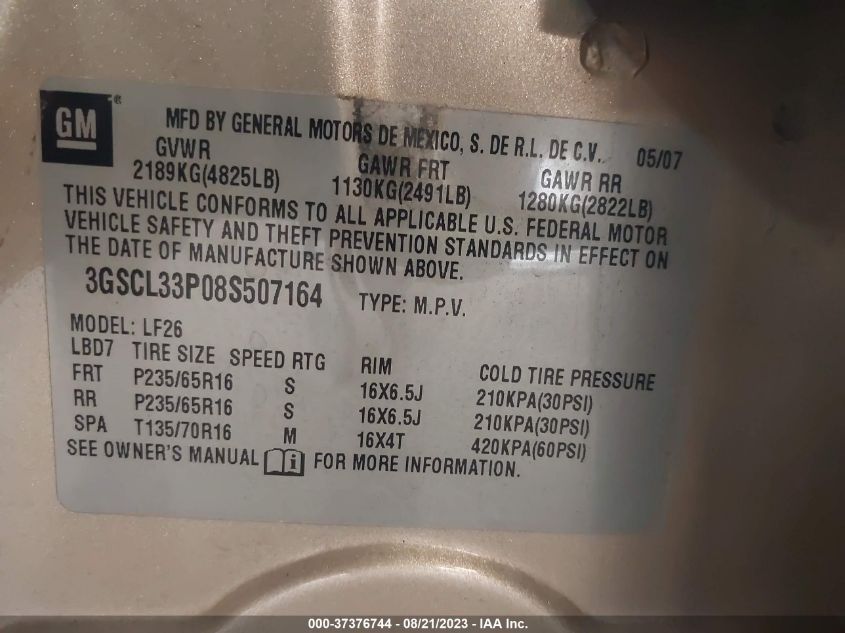 GM®
MFD BY GENERAL MOTORS DE MEXICO, S. DE R.L. DE C.V. 05/07
GVWR GAWR FRT GAWR RR
2189KG(4825LB) 1130KG(2491LB) 1280KG(2822LB)
THIS VEHICLE CONFORMS TO ALL APPLICABLE U.S. FEDERAL MOTOR
VEHICLE SAFETY AND THEFT PREVENTION STANDARDS IN EFFECT ON
THE DATE OF MANUFACTURE SHOWN ABOVE.
3GSCL33P08S507164 TYPE: M.P.V.
MODEL: LF26
LBD7 TIRE SIZE SPEED RTG RIM COLD TIRE PRESSURE
FRT P235/65R16 S 16X6.5J 210KPA(30PSI)
RR P235/65R16 S 16X6.5J 210KPA(30PSI)
SPA T135/70R16 M 16X4T 420KPA(60PSI)
SEE OWNER'S MANUAL FOR MORE INFORMATION.
000-37376744 - 08/21/2023 - IAA Inc.